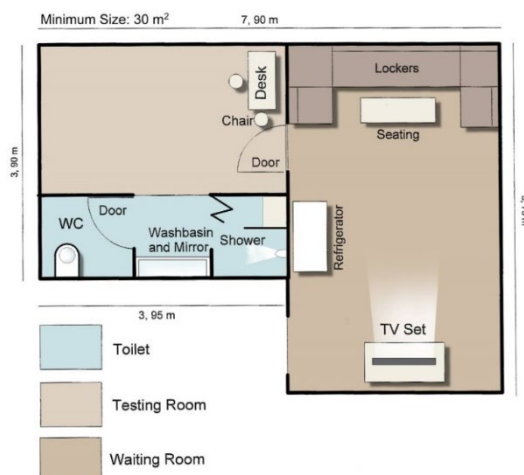 Minimum Size: 30 m²
7, 90 m
Lockers
Desk
Chair
Seating
Door
3, 90 m
WC
Door
Washbasin
and Mirror
Shower
Refrigerator
TV Set
3, 95 m
Toilet
Testing Room
Waiting Room